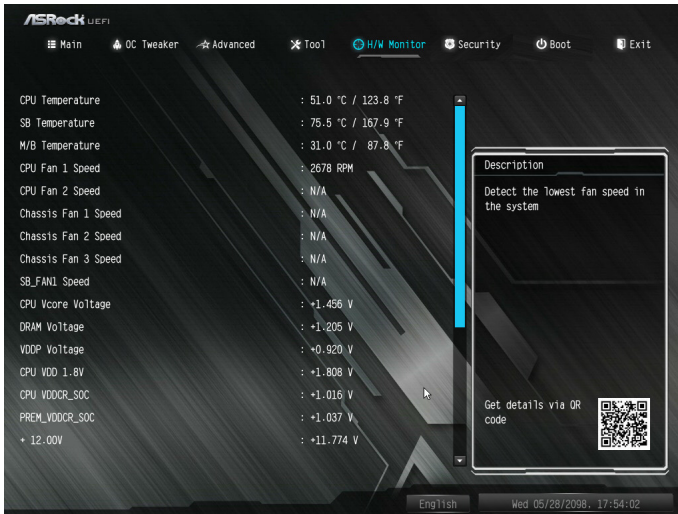 ASRock UEFI
Main OC Tweaker Advanced Tool H/W Monitor Security Boot Exit
CPU Temperature : 51.0 °C / 123.8 °F
SB Temperature : 75.5 °C / 167.9 °F
M/B Temperature : 31.0 °C / 87.8 °F
CPU Fan 1 Speed : 2678 RPM
CPU Fan 2 Speed : N/A
Chassis Fan 1 Speed : N/A
Chassis Fan 2 Speed : N/A
Chassis Fan 3 Speed : N/A
SB_FAN1 Speed : N/A
CPU Vcore Voltage : +1.456 V
DRAM Voltage : +1.205 V
VDDP Voltage : +0.920 V
CPU VDD 1.8V : +1.808 V
CPU VDDCR_SOC : +1.016 V
PREM_VDDCR_SOC : +1.037 V
+ 12.00V : +11.774 V
Description
Detect the lowest fan speed in
the system
Get details via QR
code
English Wed 05/28/2098, 17:54:02